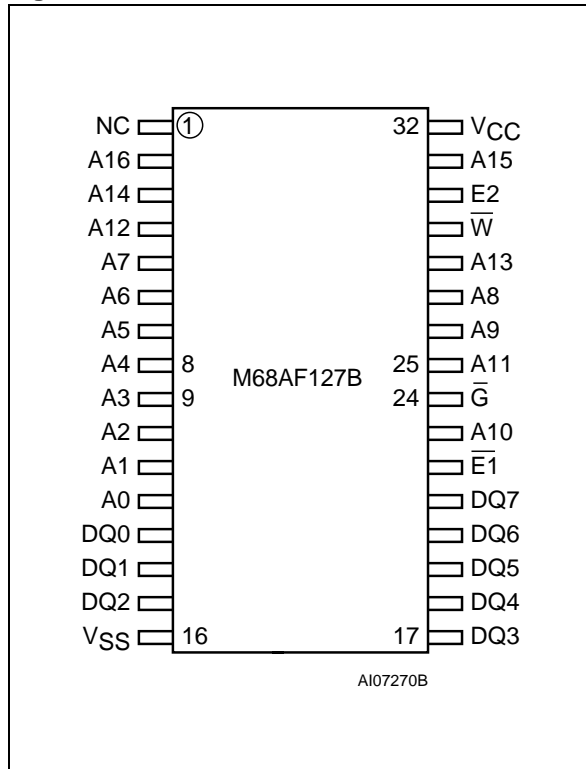 NC 1 32 VCC
A16 A15
A14 E2
A12 W̅
A7 A13
A6 A8
A5 A9
A4 8 25 A11
M68AF127B
A3 9 24 G̅
A2 A10
A1 E̅1̅
A0 DQ7
DQ0 DQ6
DQ1 DQ5
DQ2 DQ4
VSS 16 17 DQ3
AI07270B